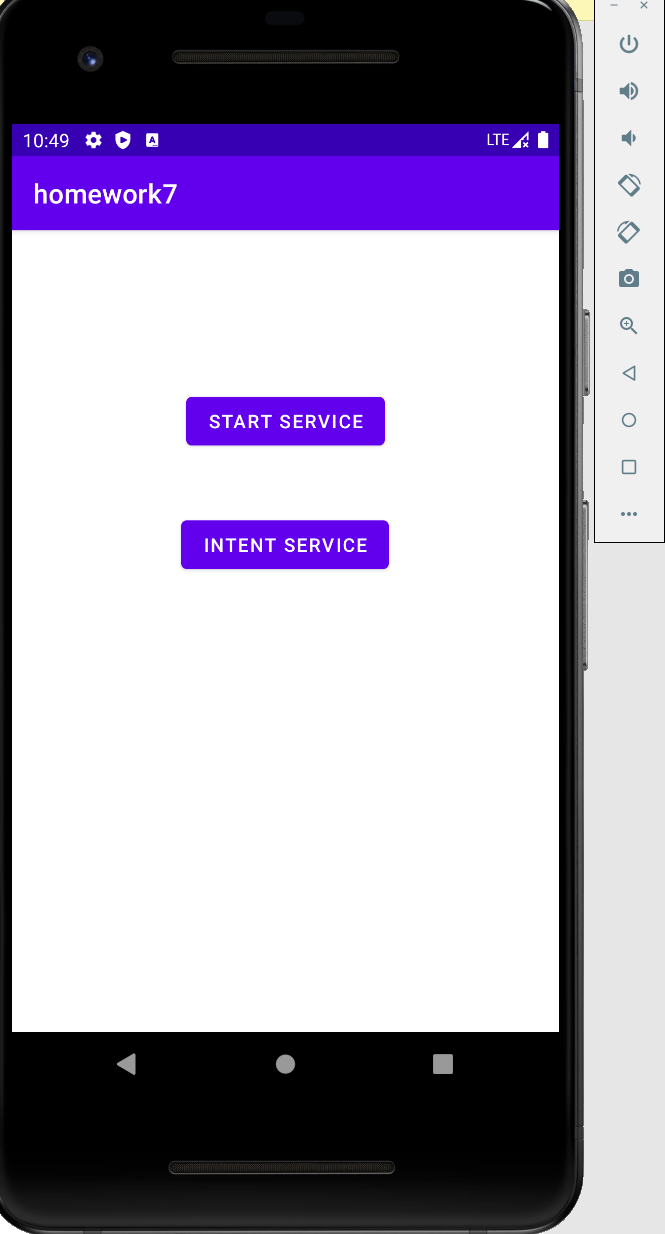 10:49 LTE
homework7
START SERVICE
INTENT SERVICE